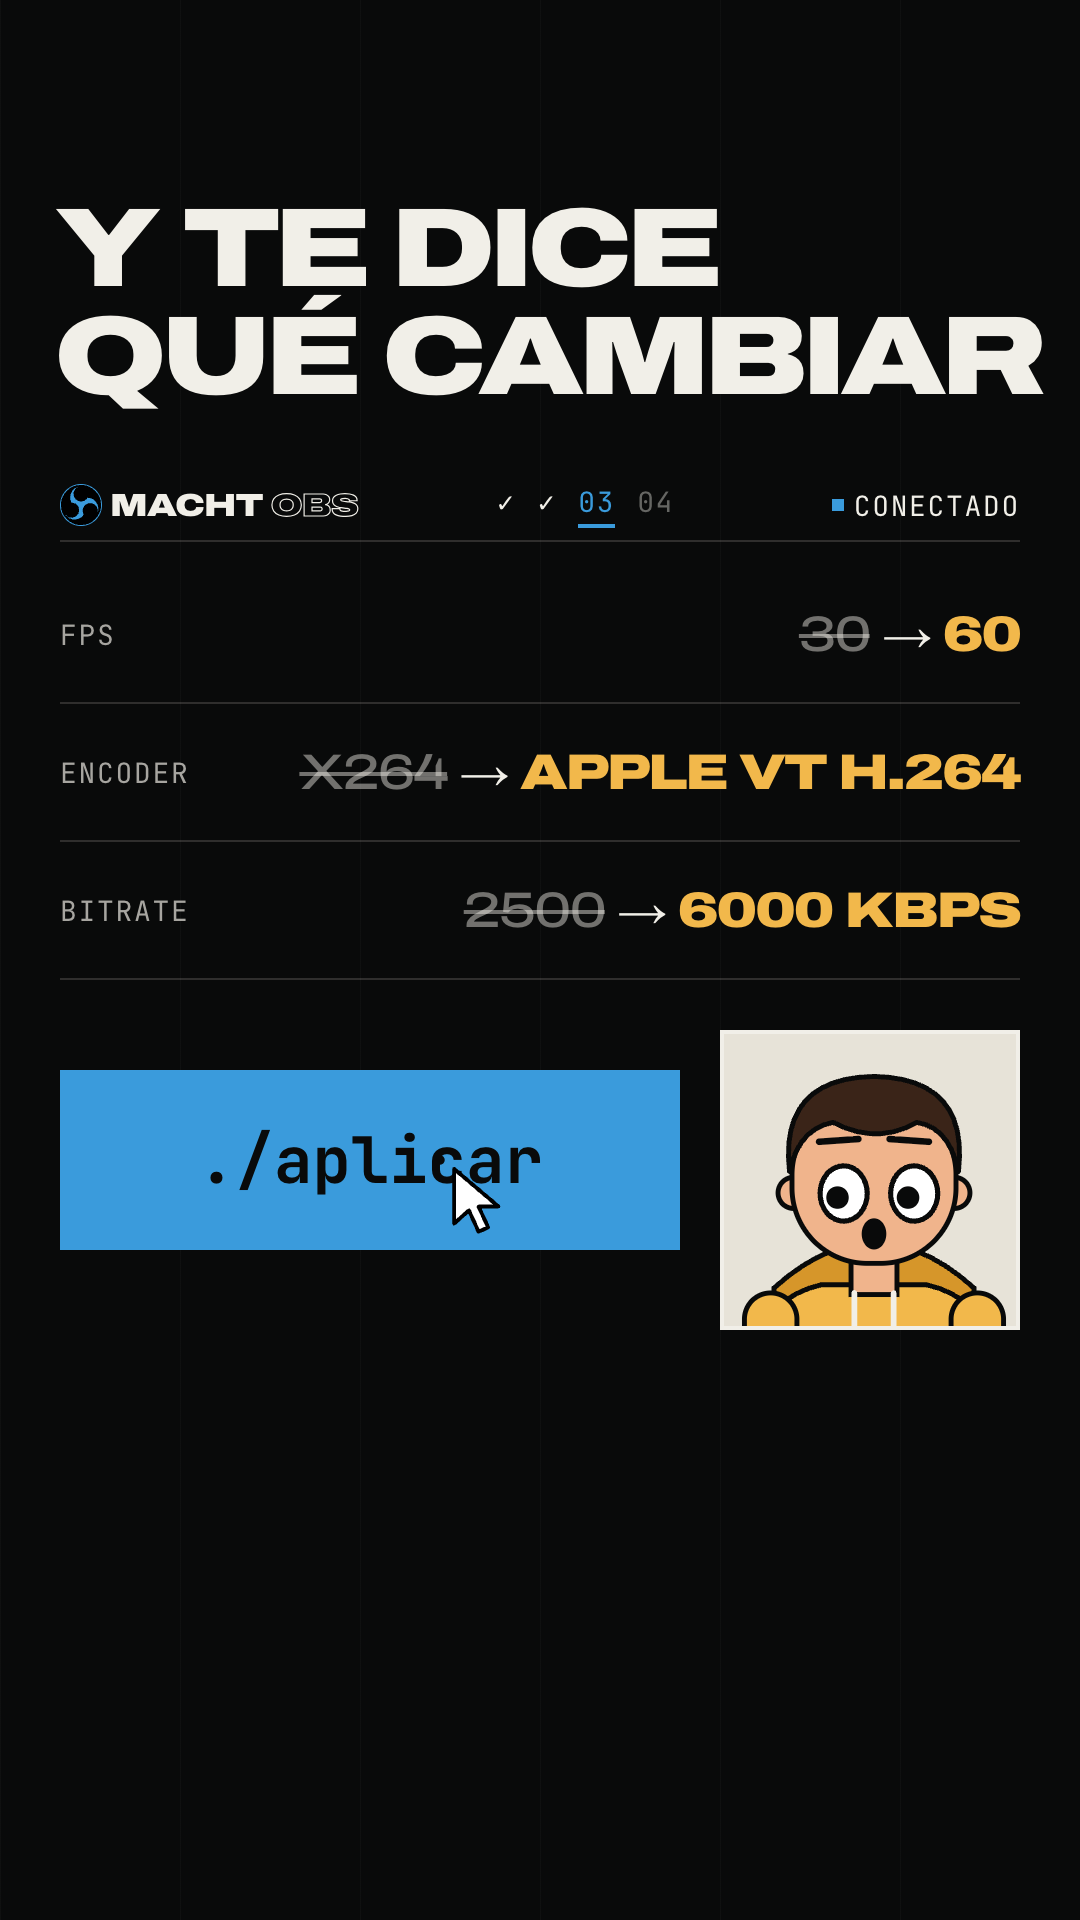 Y TE DICE
QUÉ CAMBIAR
MACHT OBS ✓ ✓ 03 04 CONECTADO
FPS 30 → 60
ENCODER X264 → APPLE VT H.264
BITRATE 2500 → 6000 KBPS
./aplicar